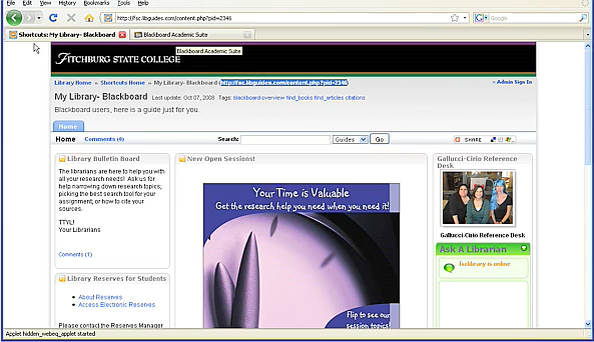 File Edit View History Bookmarks Tools Help
http://fsc.libguides.com/content.php?pid=2346
Google
Shortcuts: My Library- Blackboard
Blackboard Academic Suite
Blackboard Academic Suite
FITCHBURG STATE COLLEGE
Library Home » Shortcuts Home » My Library- Blackboard (http://fsc.libguides.com/content.php?pid=2346)
» Admin Sign In
My Library- Blackboard Last update: Oct 07, 2008 Tags: blackboard overview find_books find_articles citations
Blackboard users, here is a guide just for you.
Home
Home Comments (0) Search: Guides Go SHARE
Library Bulletin Board
The librarians are here to help you with
all your research needs! Ask us for
help narrowing down research topics;
picking the best search tool for your
assignment; or how to cite your
sources.
TTYL!
Your Librarians
Comments (1)
Library Reserves for Students
About Reserves
Access Electronic Reserves
Please contact the Reserves Manager
New Open Sessions!
Your Time is Valuable
Get the research help you need when you need it!
Flip to see our
session topics!
Gallucci-Cirio Reference
Desk
Gallucci-Cirio Reference Desk
Ask A Librarian
fsclibrary is online
Applet hidden_webeq_applet started